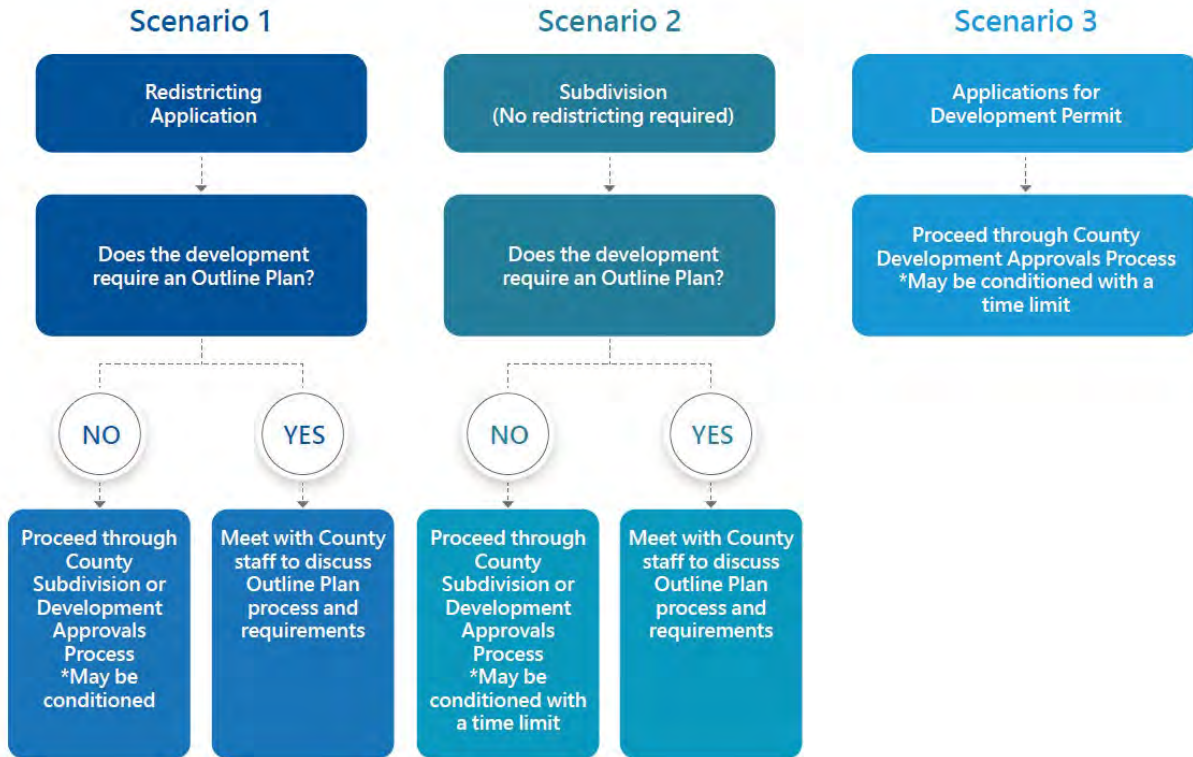 Scenario 1
Redistricting
Application
Does the development
require an Outline Plan?
NO
YES
Proceed through
County
Subdivision or
Development
Approvals
Process
*May be
conditioned
Meet with County
staff to discuss
Outline Plan
process and
requirements
Scenario 2
Subdivision
(No redistricting required)
Does the development
require an Outline Plan?
NO
YES
Proceed through
County
Subdivision or
Development
Approvals
Process
*May be
conditioned with
a time limit
Meet with County
staff to discuss
Outline Plan
process and
requirements
Scenario 3
Applications for
Development Permit
Proceed through County
Development Approvals Process
*May be conditioned with a
time limit